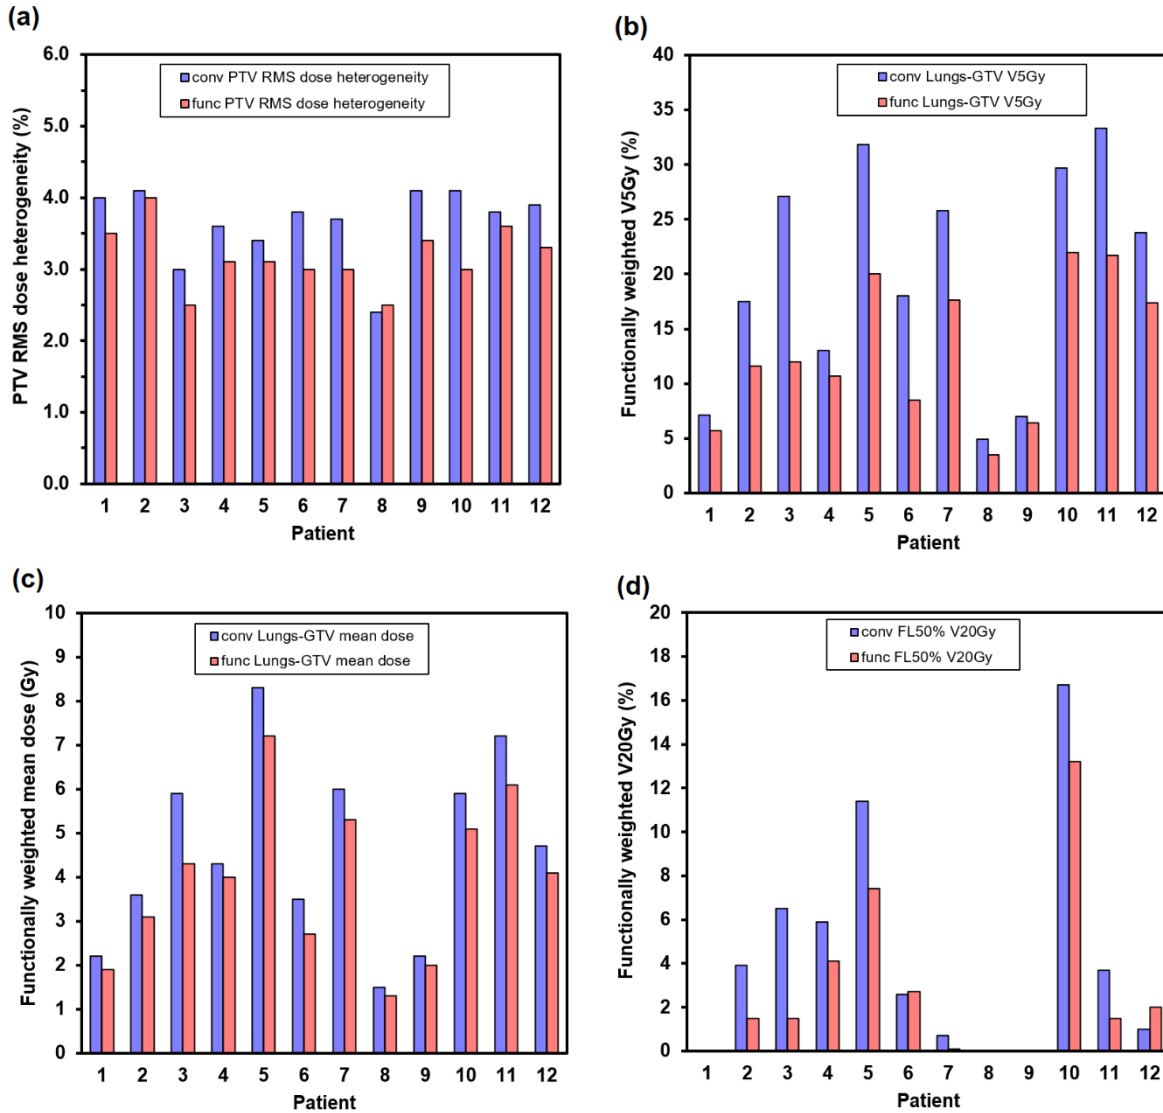 (a)
6.0
conv PTV RMS dose heterogeneity
func PTV RMS dose heterogeneity
5.0
4.0
3.0
2.0
1.0
0.0
PTV RMS dose heterogeneity (%)
1 2 3 4 5 6 7 8 9 10 11 12
Patient
(b)
40
conv Lungs-GTV V5Gy
func Lungs-GTV V5Gy
35
30
25
20
15
10
5
0
Functionally weighted V5Gy (%)
1 2 3 4 5 6 7 8 9 10 11 12
Patient
(c)
10
conv Lungs-GTV mean dose
func Lungs-GTV mean dose
9
8
7
6
5
4
3
2
1
0
Functionally weighted mean dose (Gy)
1 2 3 4 5 6 7 8 9 10 11 12
Patient
(d)
20
conv FL50% V20Gy
func FL50% V20Gy
18
16
14
12
10
8
6
4
2
0
Functionally weighted V20Gy (%)
1 2 3 4 5 6 7 8 9 10 11 12
Patient